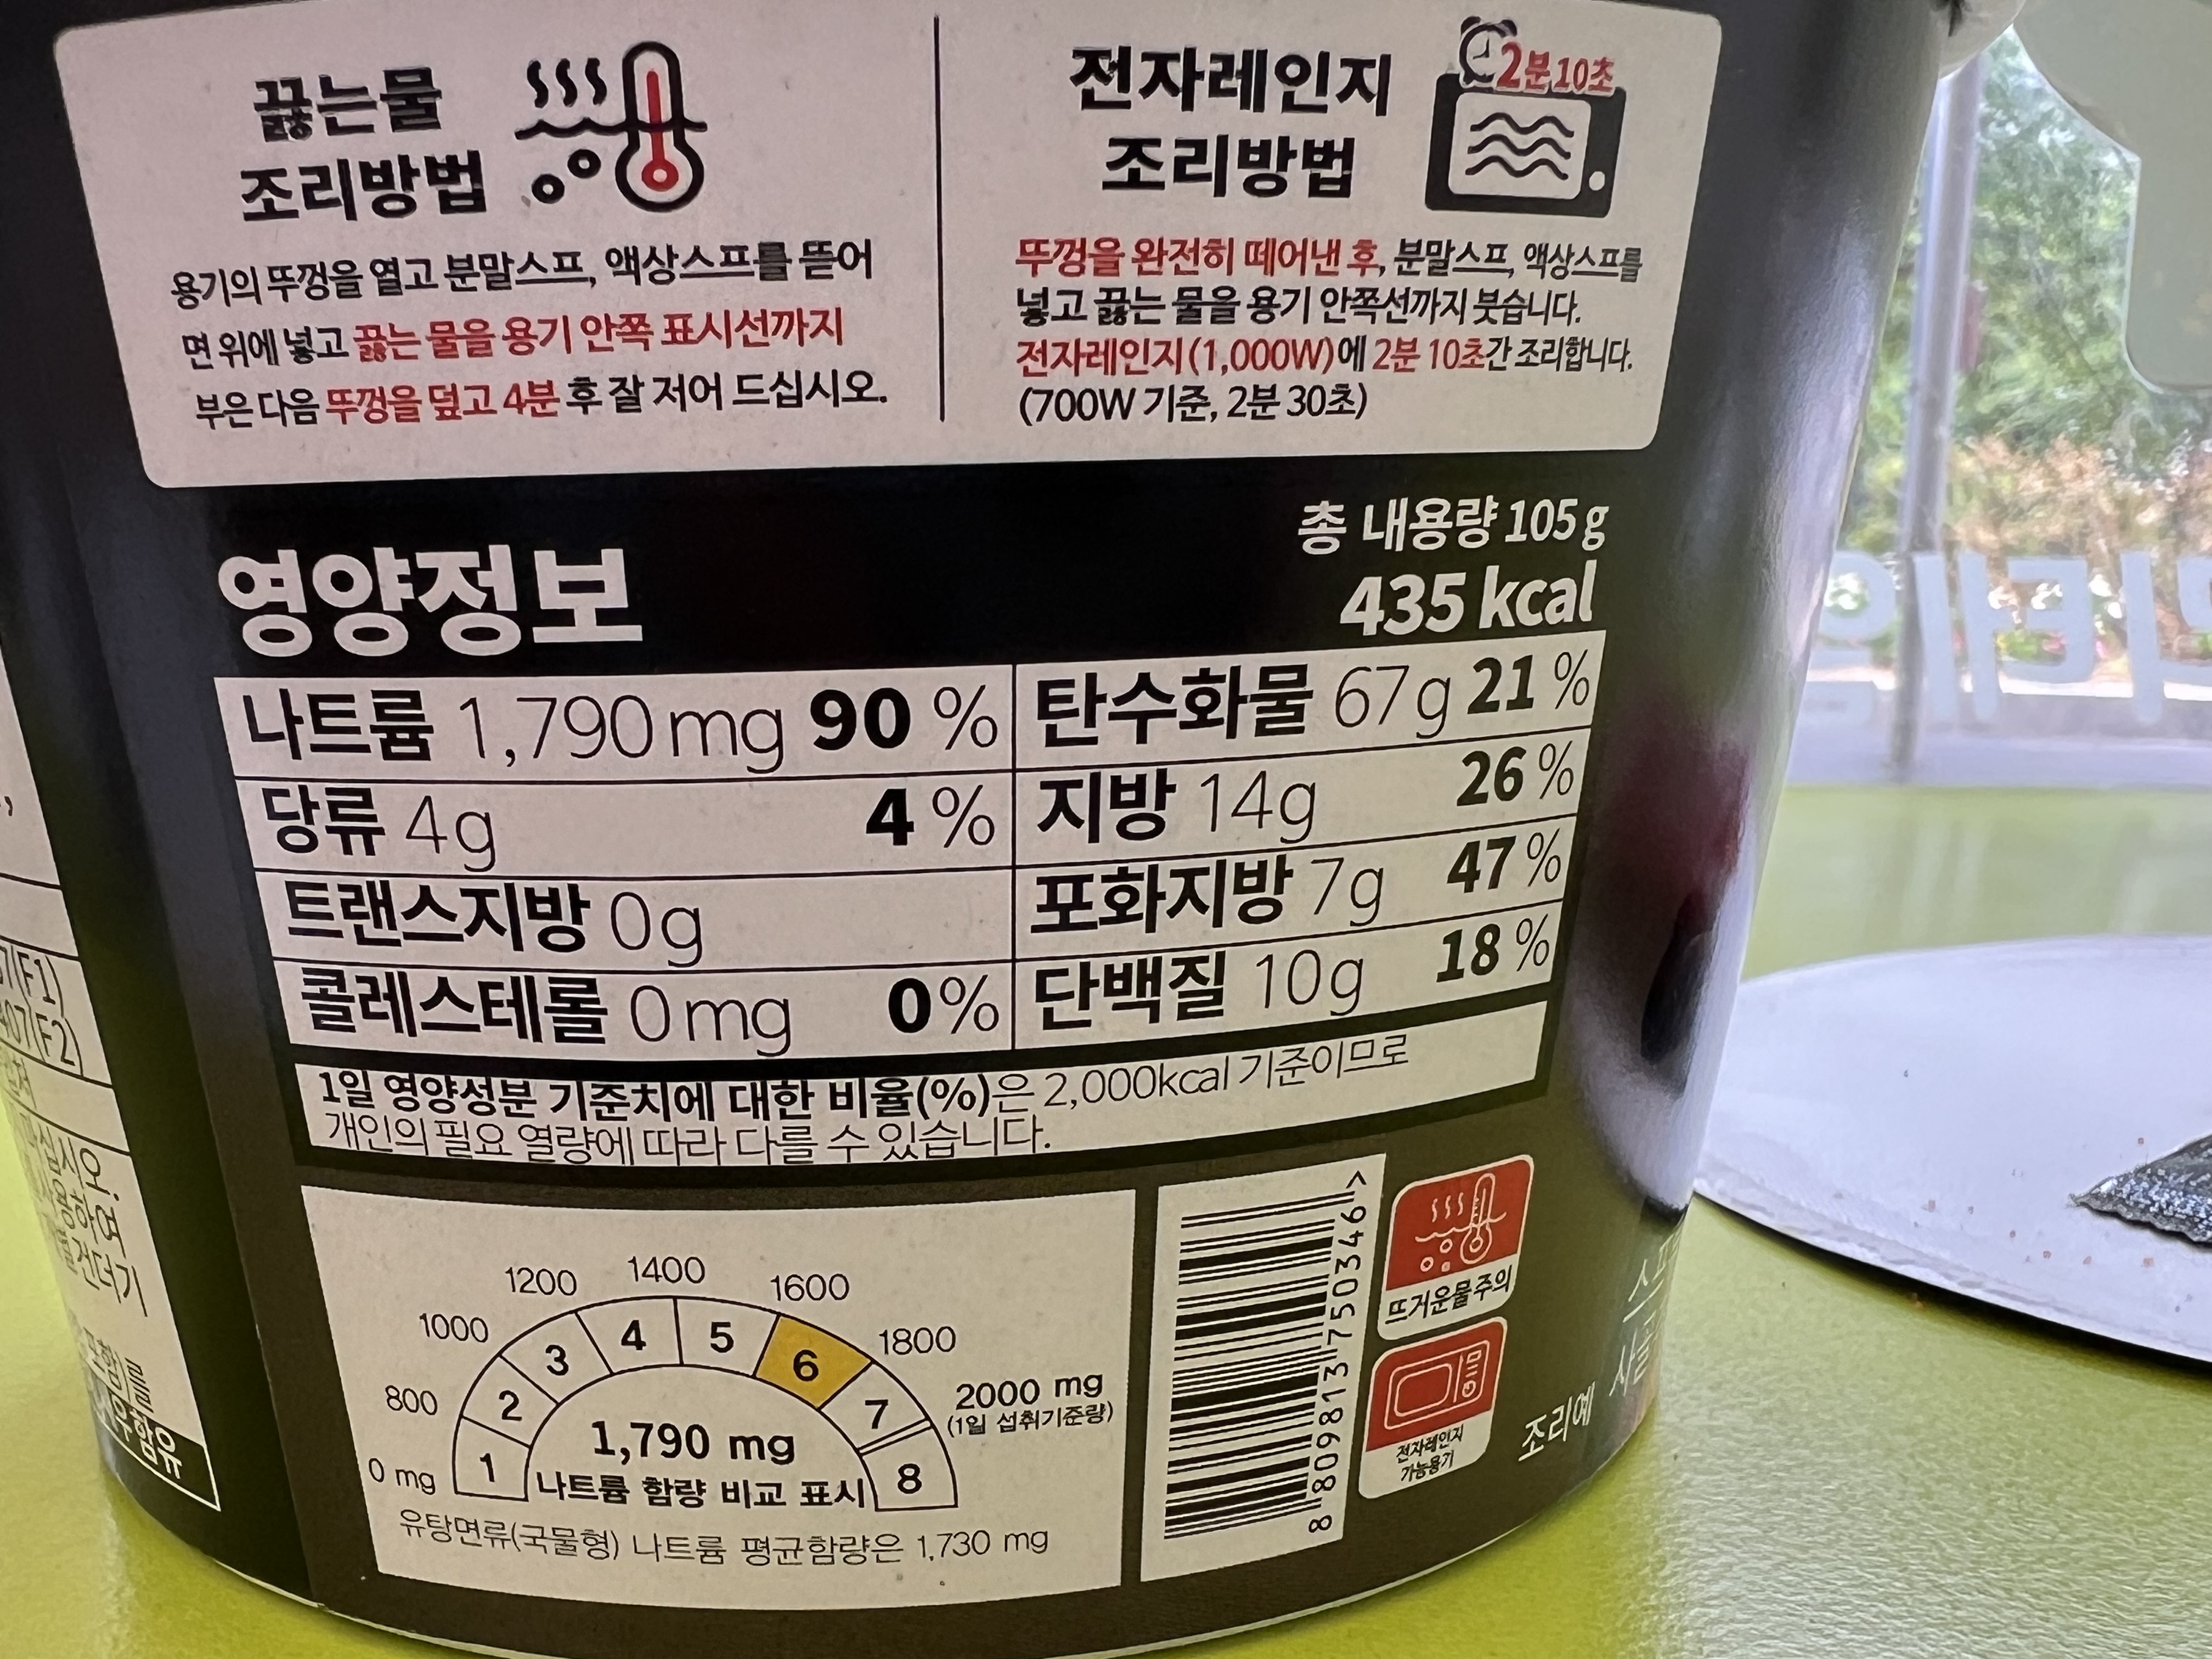 끓는물
조리방법
용기의 뚜껑을 열고 분말스프, 액상스프를 뜯어
면 위에 넣고 끓는 물을 용기 안쪽 표시선까지
부은 다음 뚜껑을 덮고 4분 후 잘 저어 드십시오.
전자레인지
조리방법
2분10초
뚜껑을 완전히 떼어낸 후, 분말스프, 액상스프를
넣고 끓는 물을 용기 안쪽선까지 붓습니다.
전자레인지(1,000W)에 2분 10초간 조리합니다.
(700W 기준, 2분 30초)
영양정보
총 내용량 105g
435 kcal
나트륨 1,790mg 90 %
탄수화물 67g 21 %
당류 4g 4 %
지방 14g 26 %
트랜스지방 0g
포화지방 7g 47 %
콜레스테롤 0mg 0%
단백질 10g 18 %
1일 영양성분 기준치에 대한 비율(%)은 2,000kcal 기준이므로
개인의 필요 열량에 따라 다를 수 있습니다.
0 mg
800
1000
1200
1400
1600
1800
2000 mg
(1일 섭취기준량)
1 2 3 4 5 6 7 8
1,790 mg
나트륨 함량 비교 표시
유탕면류(국물형) 나트륨 평균함량은 1,730 mg
8 809813 750346 >
뜨거운물 주의
전자레인지
가능용기
조리예
(F1)
(F2)
십시오.
용하여
건더기